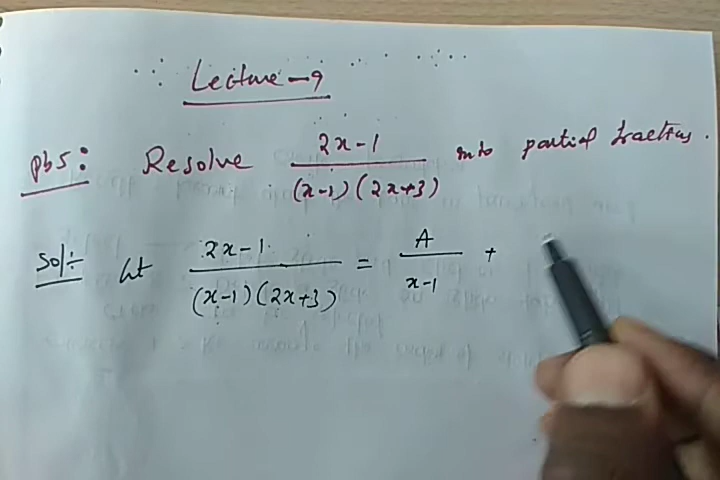 Lecture-9
pb5: Resolve 2x-1 / (x-1)(2x+3) into partial fractions.
Sol:- Let 2x-1 / (x-1)(2x+3) = A / x-1 +